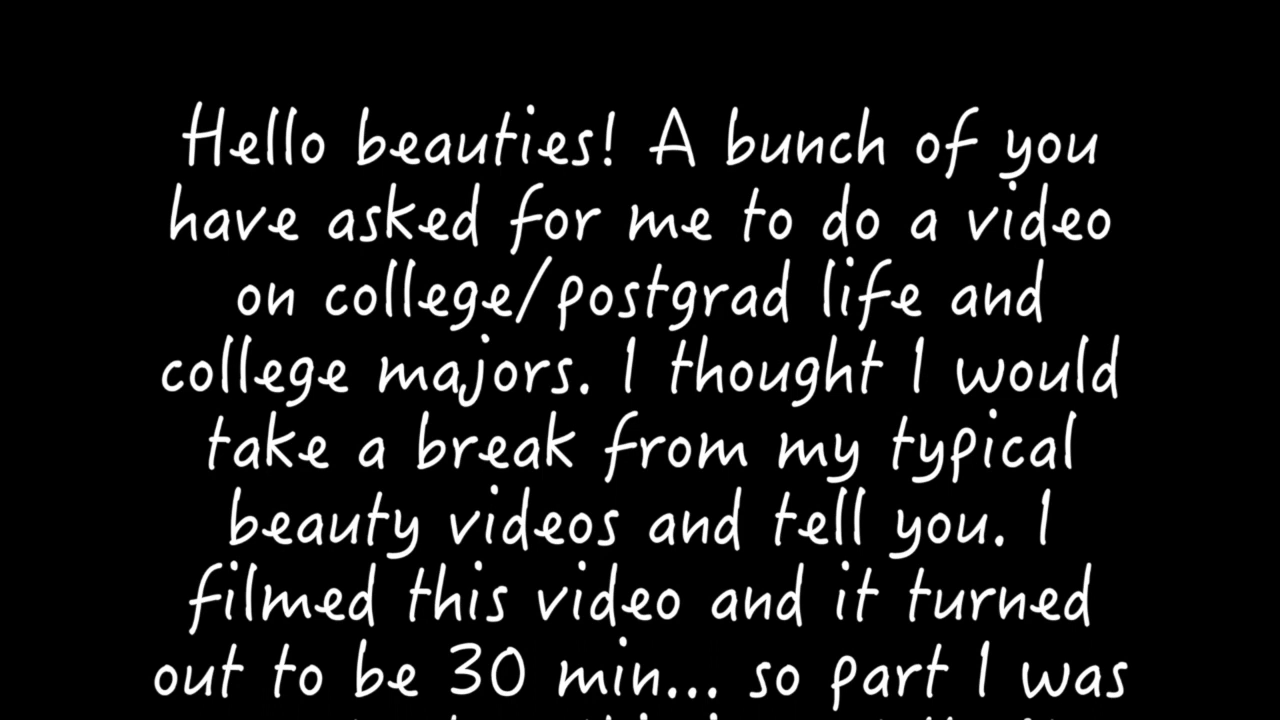 Hello beauties! A bunch of you
have asked for me to do a video
on college/postgrad life and
college majors. I thought I would
take a break from my typical
beauty videos and tell you. I
filmed this video and it turned
out to be 30 min... so part 1 was